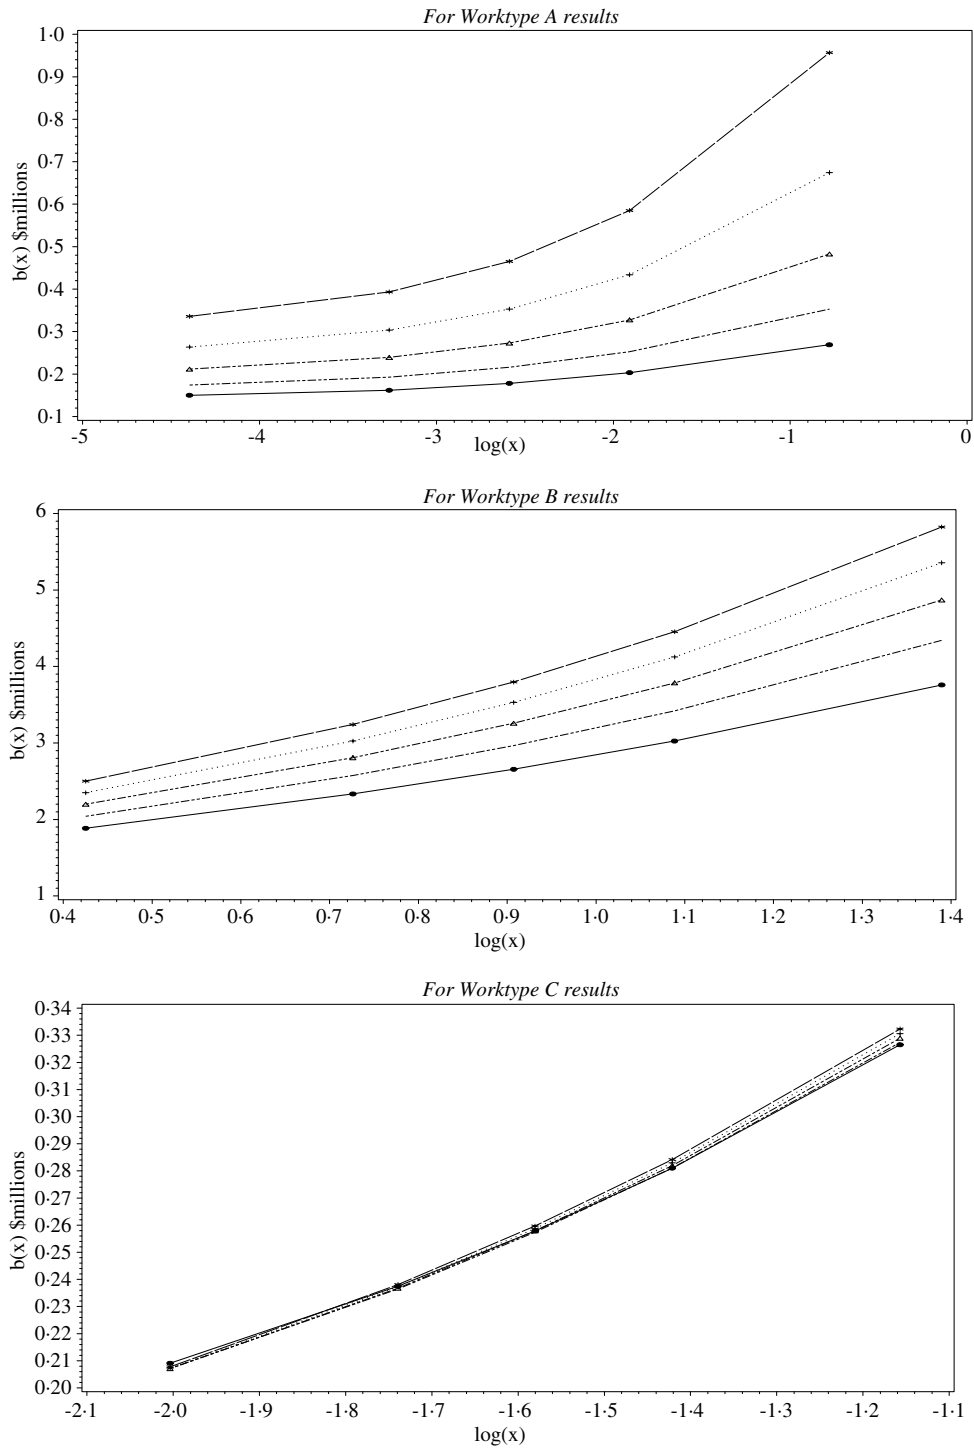 For Worktype A results
1·0
0·9
0·8
0·7
0·6
0·5
0·4
0·3
0·2
0·1
b(x) $millions
-5 -4 -3 -2 -1 0
log(x)
For Worktype B results
6
5
4
3
2
1
b(x) $millions
0·4 0·5 0·6 0·7 0·8 0·9 1·0 1·1 1·2 1·3 1·4
log(x)
For Worktype C results
0·34
0·33
0·32
0·31
0·30
0·29
0·28
0·27
0·26
0·25
0·24
0·23
0·22
0·21
0·20
b(x) $millions
-2·1 -2·0 -1·9 -1·8 -1·7 -1·6 -1·5 -1·4 -1·3 -1·2 -1·1
log(x)